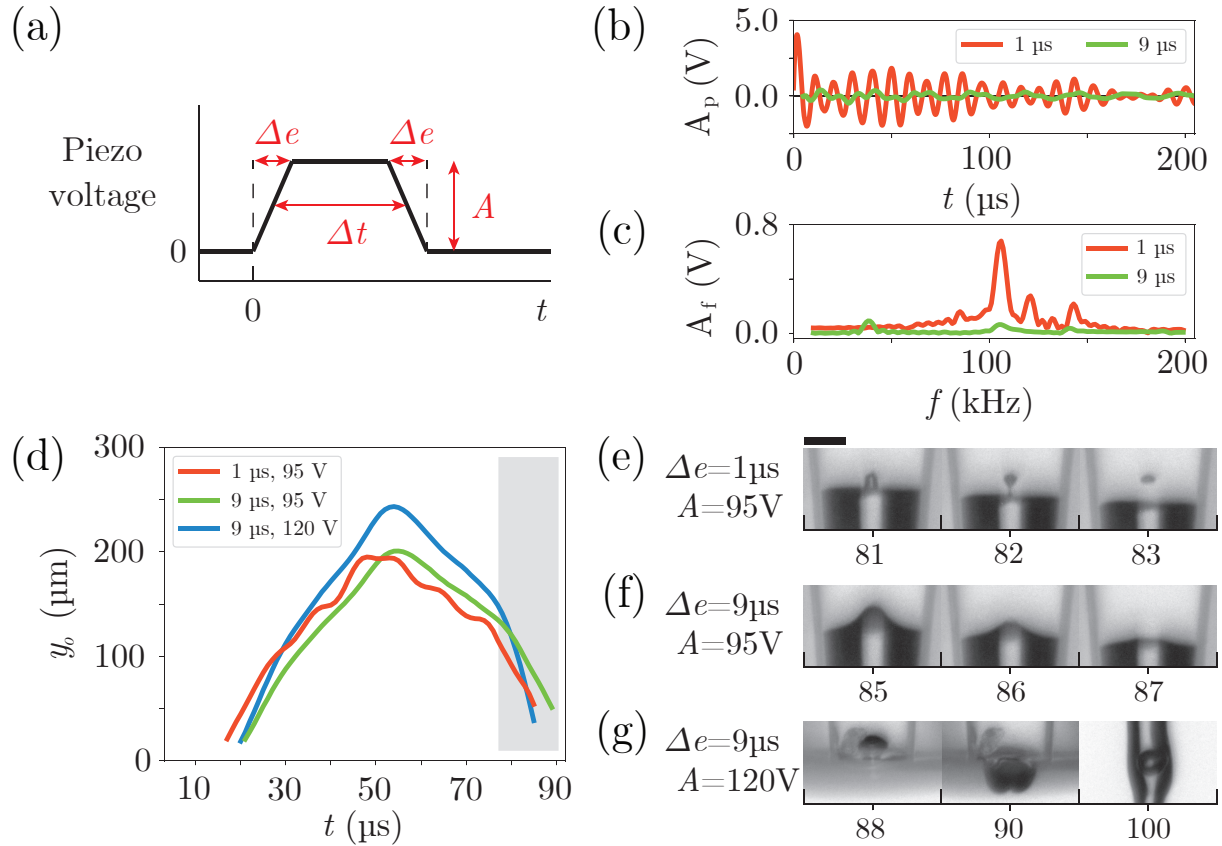 (a)
Piezo
voltage
Δe
Δe
A
Δt
0
0
t
(b)
A_p (V)
5.0
0.0
1 µs
9 µs
0
100
200
t (µs)
(c)
A_f (V)
0.8
0.0
1 µs
9 µs
0
100
200
f (kHz)
(d)
y_o (µm)
300
200
100
0
1 µs, 95 V
9 µs, 95 V
9 µs, 120 V
10
30
50
70
90
t (µs)
(e)
Δe=1µs
A=95V
81
82
83
(f)
Δe=9µs
A=95V
85
86
87
(g)
Δe=9µs
A=120V
88
90
100